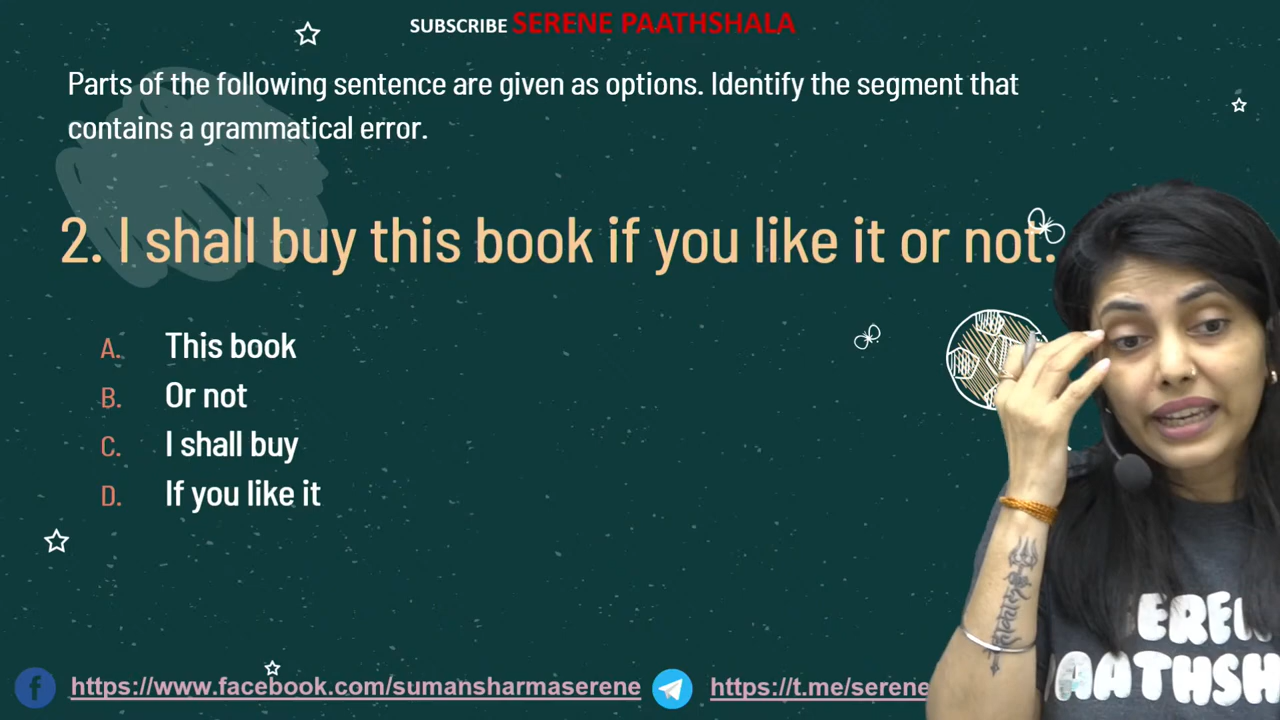 SUBSCRIBE SERENE PAATHSHALA
Parts of the following sentence are given as options. Identify the segment that
contains a grammatical error.
2. I shall buy this book if you like it or not.
A. This book
B. Or not
C. I shall buy
D. If you like it
https://www.facebook.com/sumansharmaserene
https://t.me/serene